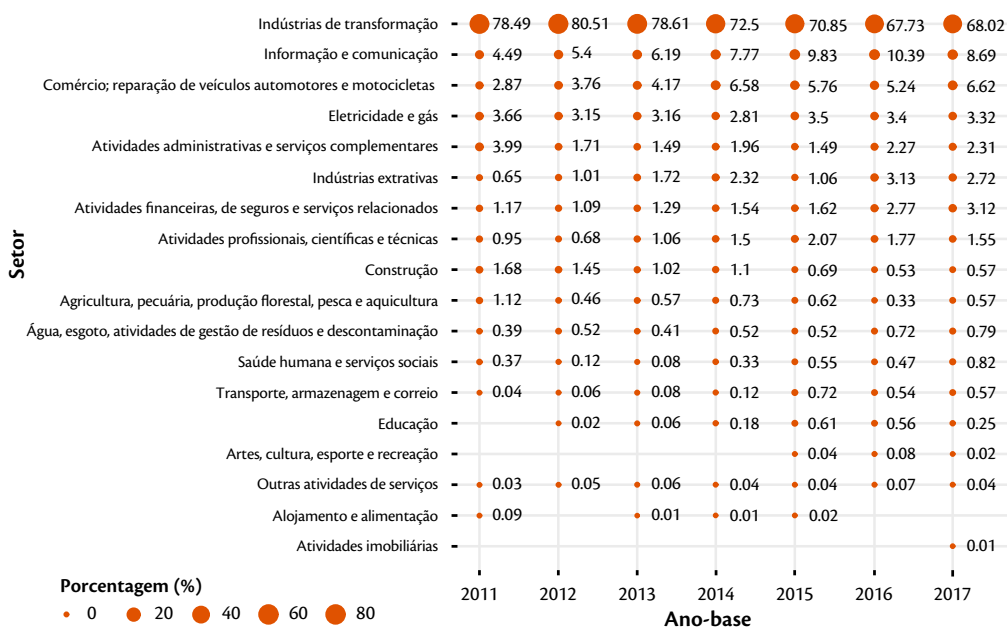 Indústrias de transformação 78.49 80.51 78.61 72.5 70.85 67.73 68.02
Informação e comunicação 4.49 5.4 6.19 7.77 9.83 10.39 8.69
Comércio; reparação de veículos automotores e motocicletas 2.87 3.76 4.17 6.58 5.76 5.24 6.62
Eletricidade e gás 3.66 3.15 3.16 2.81 3.5 3.4 3.32
Atividades administrativas e serviços complementares 3.99 1.71 1.49 1.96 1.49 2.27 2.31
Indústrias extrativas 0.65 1.01 1.72 2.32 1.06 3.13 2.72
Atividades financeiras, de seguros e serviços relacionados 1.17 1.09 1.29 1.54 1.62 2.77 3.12
Atividades profissionais, científicas e técnicas 0.95 0.68 1.06 1.5 2.07 1.77 1.55
Construção 1.68 1.45 1.02 1.1 0.69 0.53 0.57
Agricultura, pecuária, produção florestal, pesca e aquicultura 1.12 0.46 0.57 0.73 0.62 0.33 0.57
Água, esgoto, atividades de gestão de resíduos e descontaminação 0.39 0.52 0.41 0.52 0.52 0.72 0.79
Saúde humana e serviços sociais 0.37 0.12 0.08 0.33 0.55 0.47 0.82
Transporte, armazenagem e correio 0.04 0.06 0.08 0.12 0.72 0.54 0.57
Educação 0.02 0.06 0.18 0.61 0.56 0.25
Artes, cultura, esporte e recreação 0.04 0.08 0.02
Outras atividades de serviços 0.03 0.05 0.06 0.04 0.04 0.07 0.04
Alojamento e alimentação 0.09 0.01 0.01 0.02
Atividades imobiliárias 0.01
Setor
2011 2012 2013 2014 2015 2016 2017
Ano-base
Porcentagem (%)
0 20 40 60 80